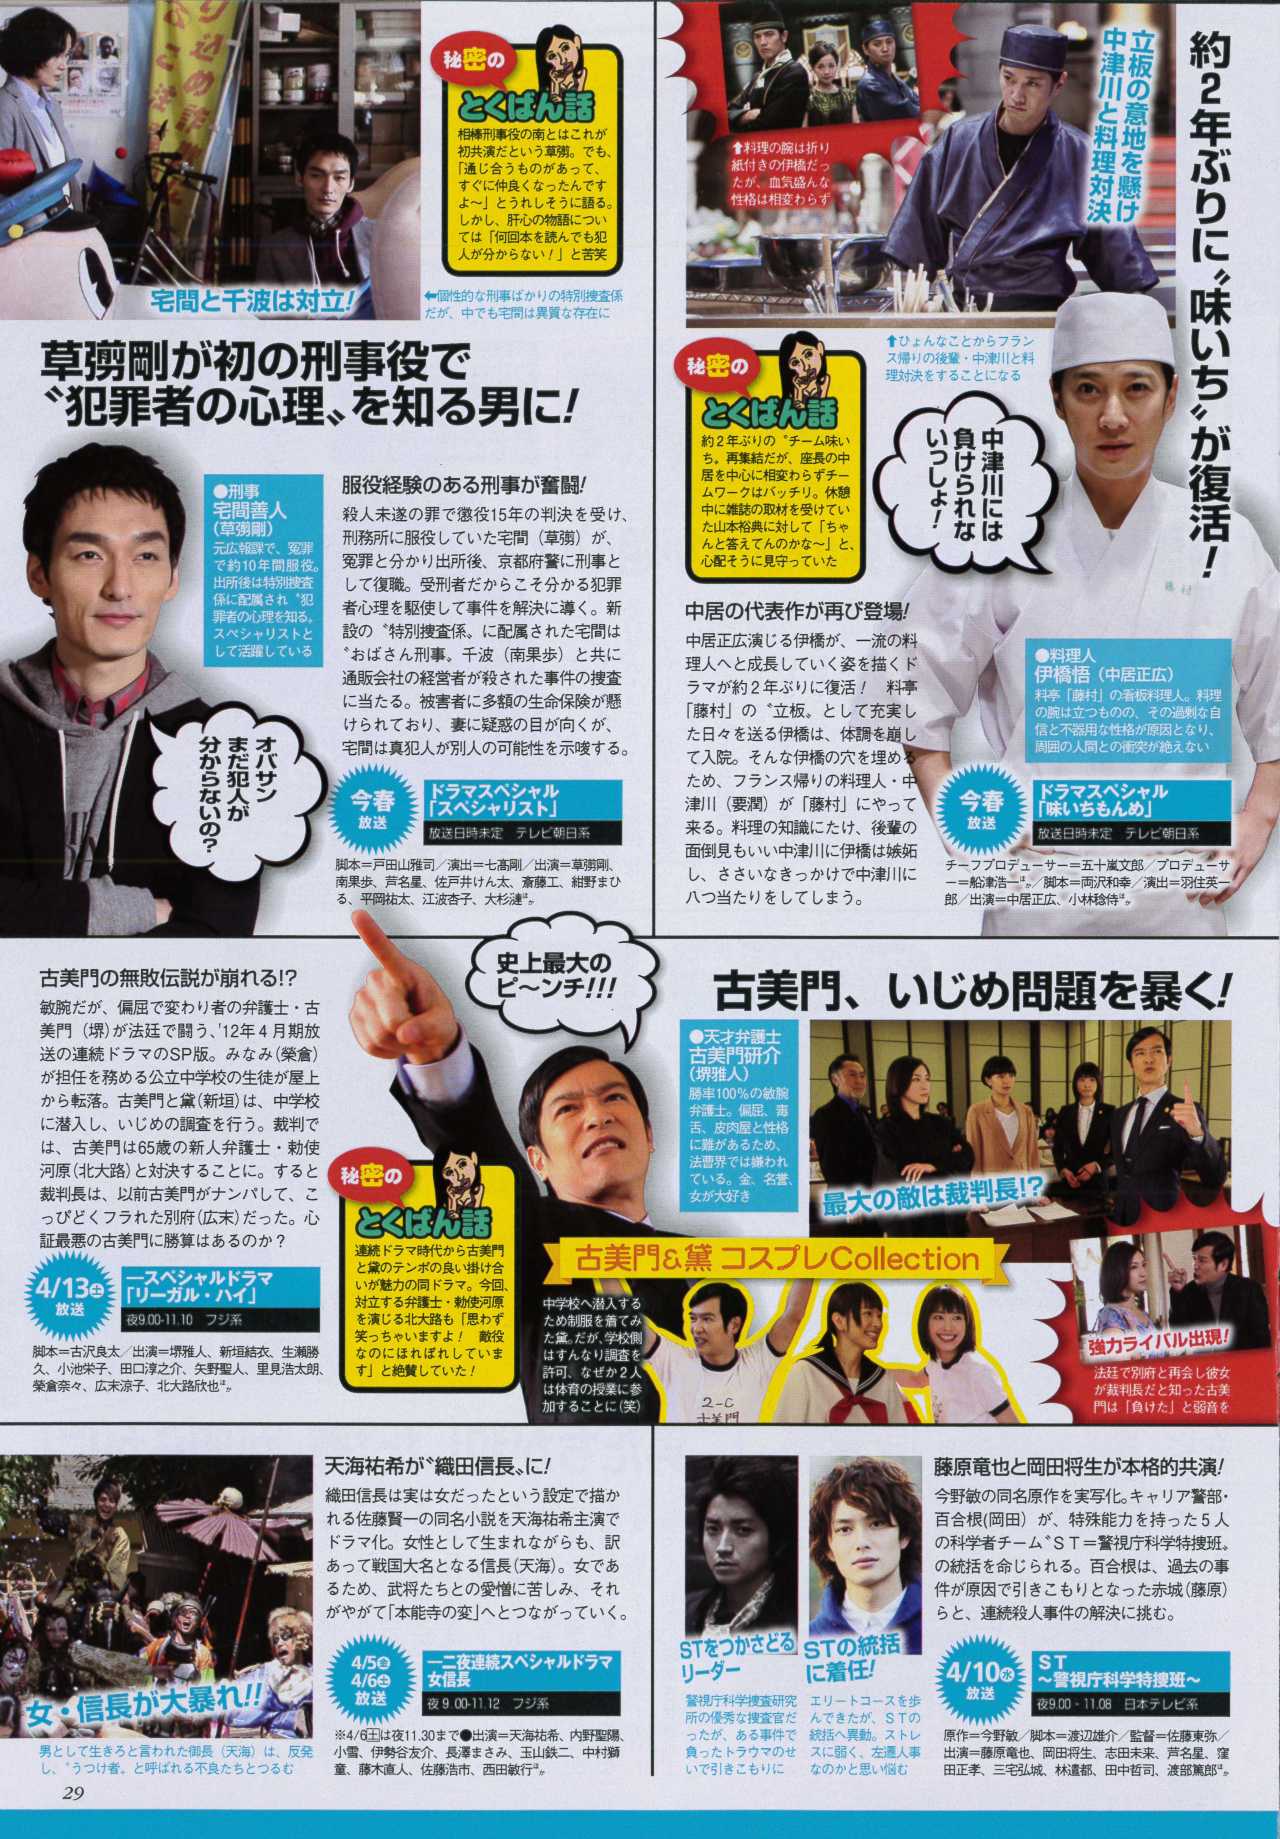 秘密の
とくばん話
相棒刑事役の南とはこれが
初共演だという草彅。でも、
「通じ合うものがあって、
すぐに仲良くなったんです
よ〜」とうれしそうに語る。
しかし、肝心の物語につい
ては「何回本を読んでも犯
人が分からない！」と苦笑
宅間と千波は対立！
←個性的な刑事ばかりの特別捜査係
だが、中でも宅間は異質な存在に
草彅剛が初の刑事役で
〝犯罪者の心理〟を知る男に！
●刑事
宅間善人
（草彅剛）
元広報課で、冤罪
で約10年間服役。
出所後は特別捜査
係に配属され〝犯
罪者の心理を知る〟
スペシャリストと
して活躍している
服役経験のある刑事が奮闘！
殺人未遂の罪で懲役15年の判決を受け、
刑務所に服役していた宅間（草彅）が、
冤罪と分かり出所後、京都府警に刑事と
して復職。受刑者だからこそ分かる犯罪
者心理を駆使して事件を解決に導く。新
設の〝特別捜査係〟に配属された宅間は
〝おばさん刑事〟千波（南果歩）と共に
通販会社の経営者が殺された事件の捜査
に当たる。被害者に多額の生命保険が懸
けられており、妻に疑惑の目が向くが、
宅間は真犯人が別人の可能性を示唆する。
オバサン
まだ犯人が
分からないの？
今春
放送
ドラマスペシャル
「スペシャリスト」
放送日時未定　テレビ朝日系
脚本＝戸田山雅司／演出＝七髙剛／出演＝草彅剛、
南果歩、芦名星、佐戸井けん太、斎藤工、紺野まひ
る、平岡祐太、江波杏子、大杉漣ほか
約2年ぶりに〝味いち〟が復活！
立板の意地を懸け
中津川と料理対決
↑料理の腕は折り
紙付きの伊橋だっ
たが、血気盛んな
性格は相変わらず
↑ひょんなことからフラン
ス帰りの後輩・中津川と料
理対決をすることになる
秘密の
とくばん話
約2年ぶりの〝チーム味い
ち〟再集結だが、座長の中
居を中心に相変わらずチー
ムワークはバッチリ。休憩
中に雑誌の取材を受けてい
た山本裕典に対して「ちゃ
んと答えてんのかな〜」と、
心配そうに見守っていた
中津川には
負けられな
いっしょ！
藤村
中居の代表作が再び登場！
中居正広演じる伊橋が、一流の料
理人へと成長していく姿を描くド
ラマが約2年ぶりに復活！　料亭
「藤村」の〝立板〟として充実し
た日々を送る伊橋は、体調を崩し
て入院。そんな伊橋の穴を埋める
ため、フランス帰りの料理人・中
津川（要潤）が「藤村」にやって
来る。料理の知識にたけ、後輩の
面倒見もいい中津川に伊橋は嫉妬
し、ささいなきっかけで中津川に
八つ当たりをしてしまう。
●料理人
伊橋悟（中居正広）
料亭「藤村」の看板料理人。料理
の腕は立つものの、その過剰な自
信と不器用な性格が原因となり、
周囲の人間との衝突が絶えない
今春
放送
ドラマスペシャル
「味いちもんめ」
放送日時未定　テレビ朝日系
チーフプロデューサー＝五十嵐文郎／プロデューサ
ー＝船津浩一ほか／脚本＝両沢和幸／演出＝羽住英一
郎／出演＝中居正広、小林稔侍ほか
古美門の無敗伝説が崩れる!?
敏腕だが、偏屈で変わり者の弁護士・古
美門（堺）が法廷で闘う、'12年4月期放
送の連続ドラマのSP版。みなみ（榮倉）
が担任を務める公立中学校の生徒が屋上
から転落。古美門と黛（新垣）は、中学校
に潜入し、いじめの調査を行う。裁判で
は、古美門は65歳の新人弁護士・勅使
河原（北大路）と対決することに。すると
裁判長は、以前古美門がナンパして、こ
っぴどくフラれた別府（広末）だった。心
証最悪の古美門に勝算はあるのか？
4/13土
放送
―スペシャルドラマ
「リーガル・ハイ」
夜9.00-11.10　フジ系
脚本＝古沢良太／出演＝堺雅人、新垣結衣、生瀬勝
久、小池栄子、田口淳之介、矢野聖人、里見浩太朗、
榮倉奈々、広末涼子、北大路欣也ほか
史上最大の
ピ〜ンチ!!!
秘密の
とくばん話
連続ドラマ時代から古美門
と黛のテンポの良い掛け合
いが魅力の同ドラマ。今回、
対立する弁護士・勅使河原
を演じる北大路も「思わず
笑っちゃいますよ！　敵役
なのにほれぼれしていま
す」と絶賛していた！
古美門、いじめ問題を暴く！
●天才弁護士
古美門研介
（堺雅人）
勝率100％の敏腕
弁護士。偏屈、毒
舌、皮肉屋と性格
に難があるため、
法曹界では嫌われ
ている。金、名誉、
女が大好き
最大の敵は裁判長!?
古美門&黛 コスプレCollection
中学校へ潜入する
ため制服を着てみ
た黛。だが、学校側
はすんなり調査を
許可。なぜか2人
は体育の授業に参
加することに（笑）
2-C
古美門
強力ライバル出現！
法廷で別府と再会し彼女
が裁判長だと知った古美
門は「負けた」と弱音を
女・信長が大暴れ!!
男として生きろと言われた御長（天海）は、反発
し、〝うつけ者〟と呼ばれる不良たちとつるむ
天海祐希が〝織田信長〟に！
織田信長は実は女だったという設定で描か
れる佐藤賢一の同名小説を天海祐希主演で
ドラマ化。女性として生まれながらも、訳
あって戦国大名となる信長（天海）。女であ
るため、武将たちとの愛憎に苦しみ、それ
がやがて「本能寺の変」へとつながっていく。
4/5金
4/6土
放送
―二夜連続スペシャルドラマ
女信長
夜9.00-11.12　フジ系
※4/6土は夜11.30まで●出演＝天海祐希、内野聖陽、
小雪、伊勢谷友介、長澤まさみ、玉山鉄二、中村獅
童、藤木直人、佐藤浩市、西田敏行ほか
STをつかさどる
リーダー
警視庁科学捜査研究
所の優秀な捜査官だ
ったが、ある事件で
負ったトラウマのせ
いで引きこもりに
STの統括
に着任！
エリートコースを歩
んできたが、STの
統括へ異動。ストレ
スに弱く、左遷人事
なのかと思い悩む
藤原竜也と岡田将生が本格的共演！
今野敏の同名原作を実写化。キャリア警部・
百合根（岡田）が、特殊能力を持った5人
の科学者チーム〝ST＝警視庁科学特捜班〟
の統括を命じられる。百合根は、過去の事
件が原因で引きこもりとなった赤城（藤原）
らと、連続殺人事件の解決に挑む。
4/10水
放送
ST
〜警視庁科学特捜班〜
夜9.00-11.08　日本テレビ系
原作＝今野敏／脚本＝渡辺雄介／監督＝佐藤東弥／
出演＝藤原竜也、岡田将生、志田未来、芦名星、窪
田正孝、三宅弘城、林遣都、田中哲司、渡部篤郎ほか
29